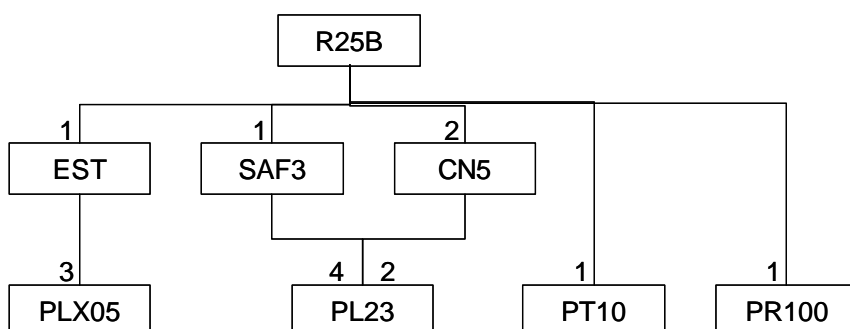 R25B
1 1 2
EST SAF3 CN5
3 4 2 1 1
PLX05 PL23 PT10 PR100